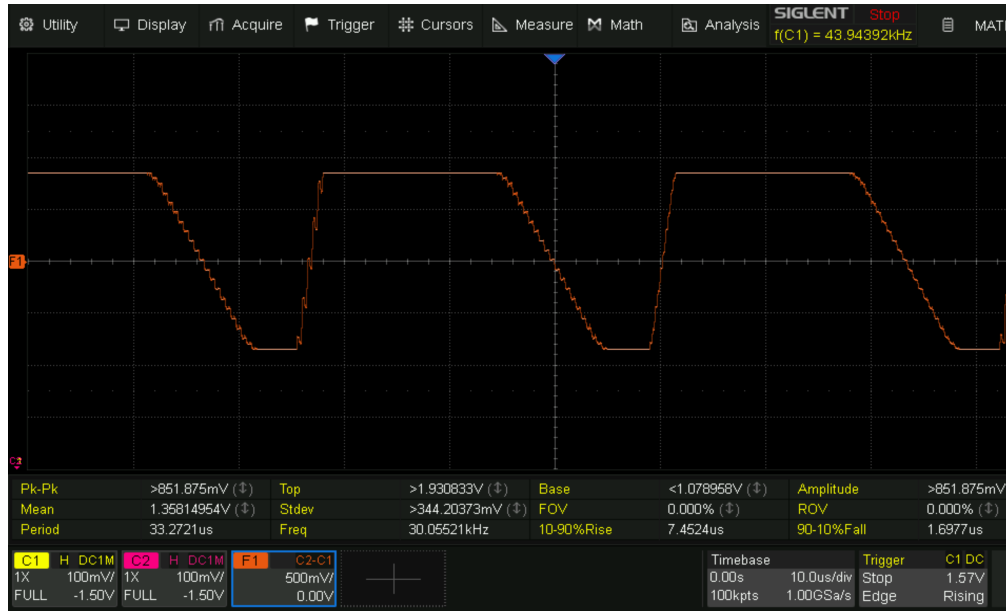 Utility Display Acquire Trigger Cursors Measure Math Analysis SIGLENT Stop
f(C1) = 43.94392kHz MATH
F1
Pk-Pk >851.875mV (↕) Top >1.930833V (↕) Base <1.078958V (↕) Amplitude >851.875mV
Mean 1.35814954V (↕) Stdev >344.20373mV (↕) FOV 0.000% (↕) ROV 0.000% (↕)
Period 33.2721us Freq 30.05521kHz 10-90%Rise 7.4524us 90-10%Fall 1.6977us
C1 H DC1M C2 H DC1M F1 C2-C1 Timebase Trigger C1 DC
1X 100mV/ 1X 100mV/ 500mV/ 0.00s 10.0us/div Stop 1.57V
FULL -1.50V FULL -1.50V 0.00V 100kpts 1.00GSa/s Edge Rising